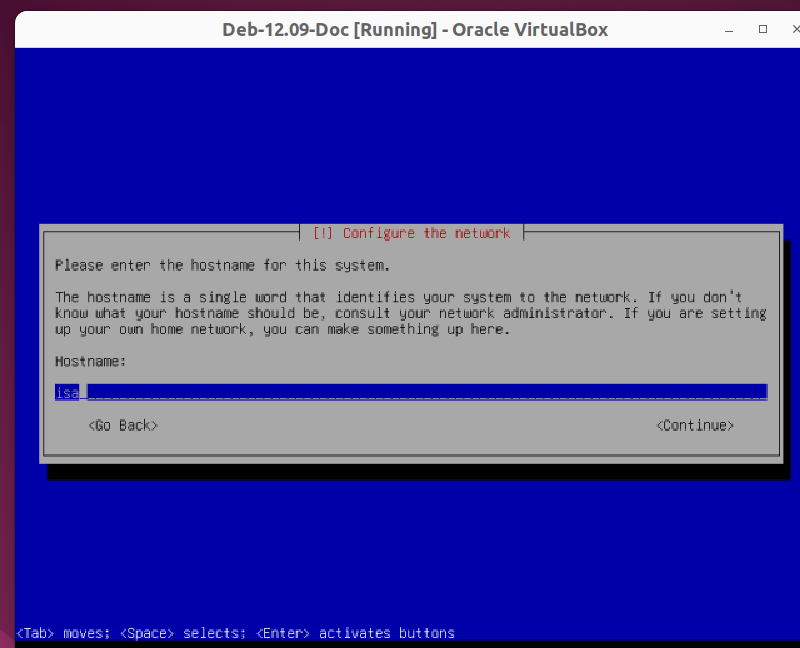 Deb-12.09-Doc [Running] - Oracle VirtualBox
[!] Configure the network
Please enter the hostname for this system.
The hostname is a single word that identifies your system to the network. If you don't
know what your hostname should be, consult your network administrator. If you are setting
up your own home network, you can make something up here.
Hostname:
isa
<Go Back> <Continue>
<Tab> moves; <Space> selects; <Enter> activates buttons